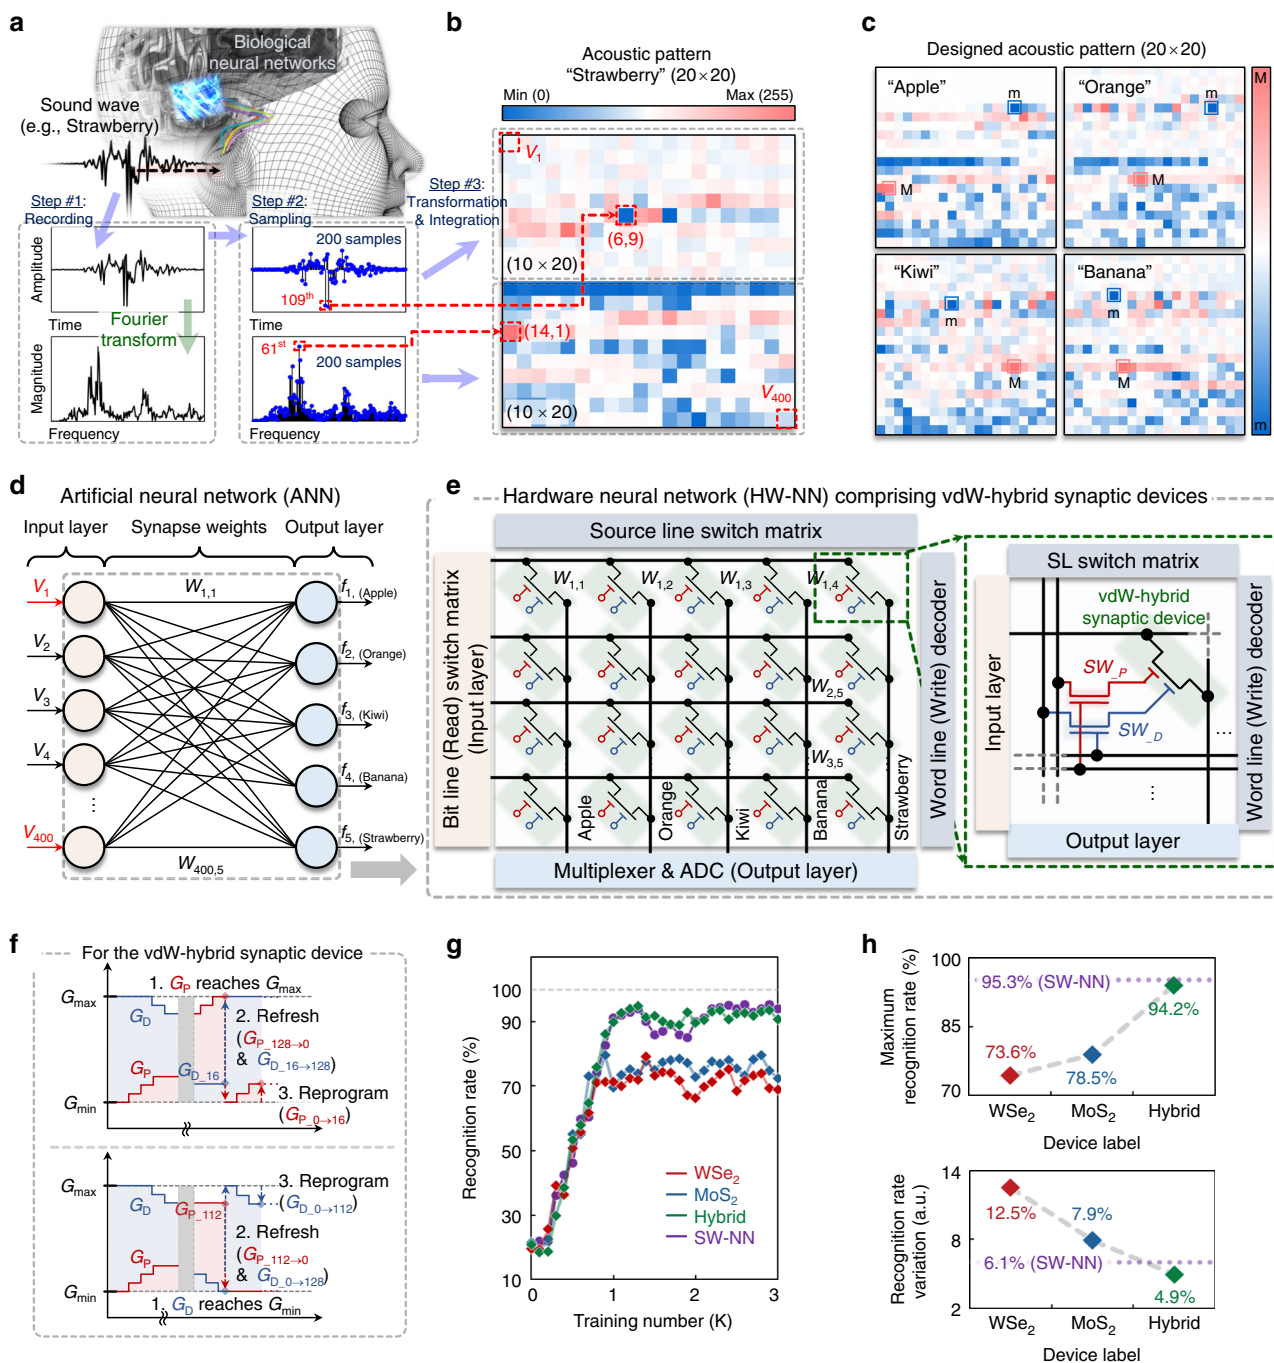 a
Biological
neural networks
Sound wave
(e.g., Strawberry)
Step #1:
Recording
Step #2:
Sampling
Step #3:
Transformation
& Integration
Amplitude
Time
Fourier
transform
Magnitude
Frequency
200 samples
109th
Time
61st
200 samples
Frequency
b
Acoustic pattern
“Strawberry” (20 × 20)
Min (0)
Max (255)
V1
(6,9)
(10 × 20)
(14,1)
V400
(10 × 20)
c
Designed acoustic pattern (20 × 20)
“Apple”
m
M
“Orange”
m
M
“Kiwi”
m
M
“Banana”
m
M
M
m
d
Artificial neural network (ANN)
Input layer
Synapse weights
Output layer
V1
W1,1
f1, (Apple)
V2
f2, (Orange)
V3
f3, (Kiwi)
V4
f4, (Banana)
⋮
V400
f5, (Strawberry)
W400,5
e
Hardware neural network (HW-NN) comprising vdW-hybrid synaptic devices
Source line switch matrix
Bit line (Read) switch matrix
(Input layer)
W1,1
W1,2
W1,3
W1,4
W2,5
W3,5
Apple
Orange
Kiwi
Banana
Strawberry
Word line (Write) decoder
Multiplexer & ADC (Output layer)
SL switch matrix
Input layer
vdW-hybrid
synaptic device
SW_P
SW_D
...
⋮
Word line (Write) decoder
Output layer
f
For the vdW-hybrid synaptic device
1. GP reaches Gmax
Gmax
GD
2. Refresh
(GP_128→0
& GD_16→128)
GP
GD_16
3. Reprogram
(GP_0→16)
Gmin
Gmax
3. Reprogram
(GD_0→112)
GD
GP_112
2. Refresh
(GP_112→0
& GD_0→128)
GP
Gmin
1. GD reaches Gmin
g
Recognition rate (%)
100
90
70
50
30
10
WSe2
MoS2
Hybrid
SW-NN
0
1
2
3
Training number (K)
h
Maximum
recognition rate (%)
100
85
70
95.3% (SW-NN)
94.2%
73.6%
78.5%
WSe2
MoS2
Hybrid
Device label
Recognition rate
variation (a.u.)
14
8
2
12.5%
7.9%
6.1% (SW-NN)
4.9%
WSe2
MoS2
Hybrid
Device label